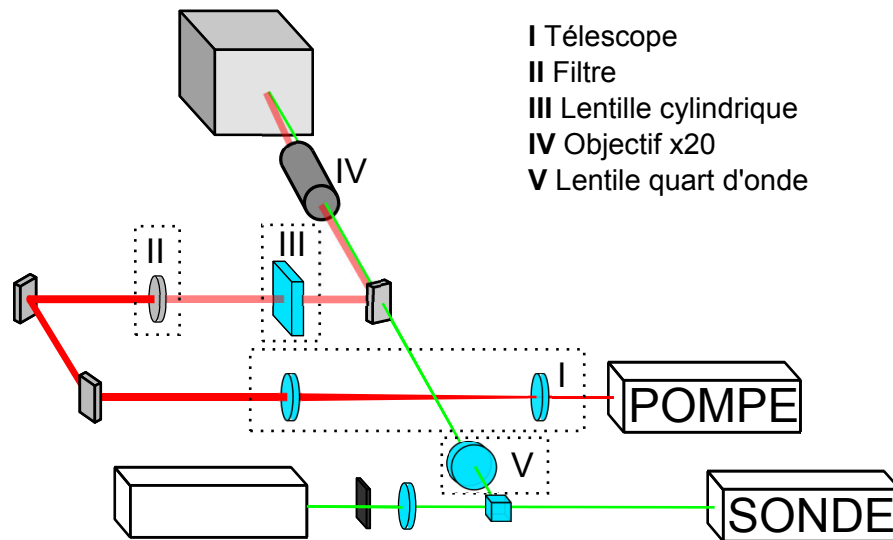 I Télescope
II Filtre
III Lentille cylindrique
IV Objectif x20
V Lentile quart d'onde
IV
II
III
I
POMPE
V
SONDE